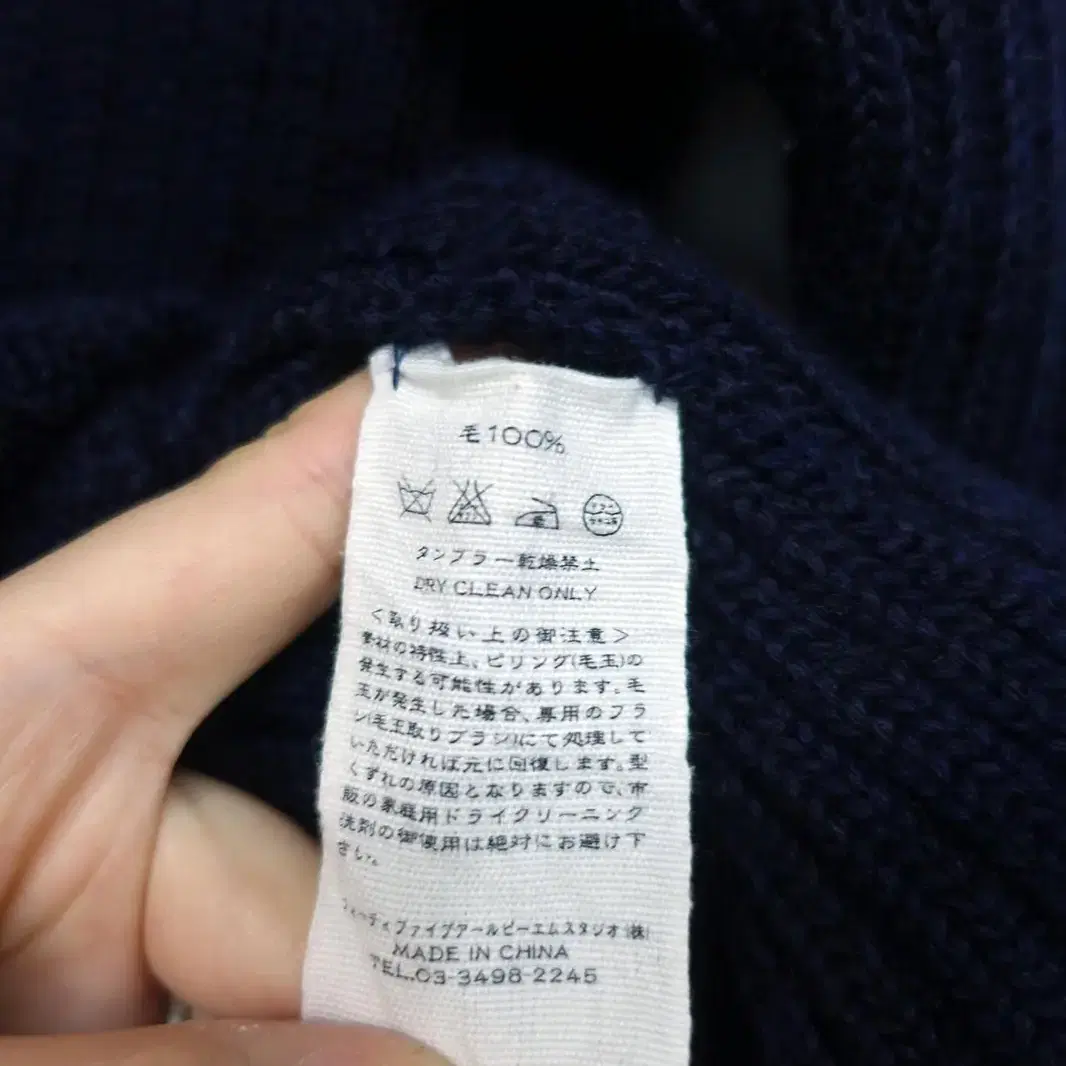 毛100%
タンブラー乾燥禁止
DRY CLEAN ONLY
<取り扱い上の御注意>
素材の特性上、ピリング(毛玉)の
発生する可能性があります。毛
玉が発生した場合、専用のブラ
シ(毛玉取りブラシ)にて処理して
いただければ元に回復します。型
くずれの原因となりますので、市
販の家庭用ドライクリーニング
洗剤の御使用は絶対にお避け下
さい。
フォーティファイブアールピーエムスタジオ(株)
MADE IN CHINA
TEL.03-3498-2245